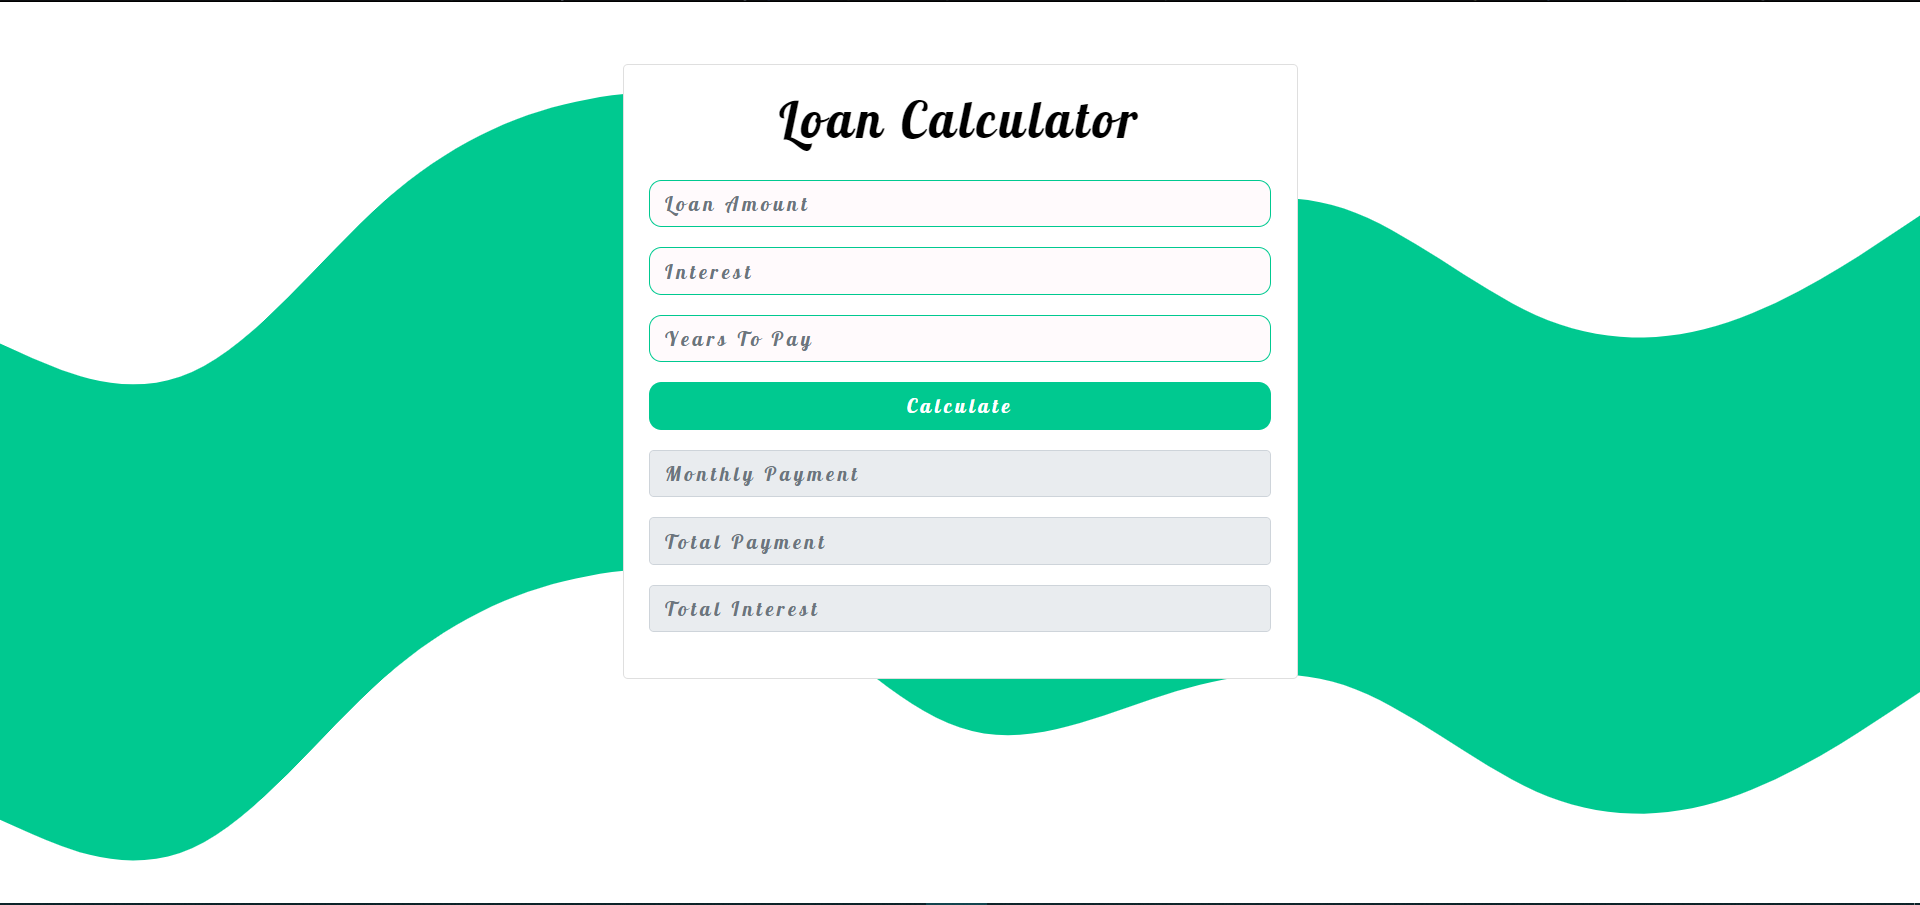 Loan Calculator
Loan Amount
Interest
Years To Pay
Calculate
Monthly Payment
Total Payment
Total Interest